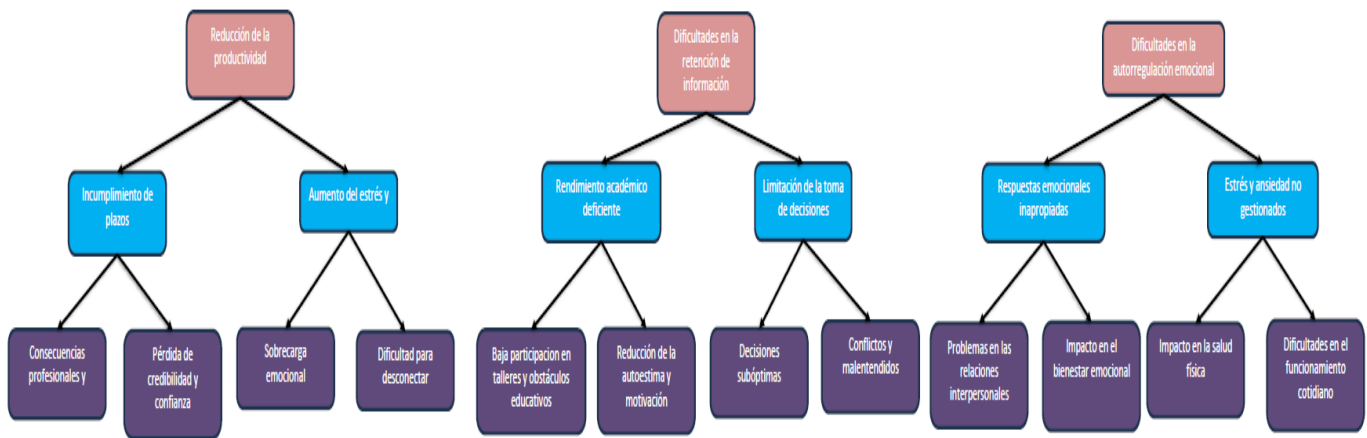 Reducción de la
productividad
Dificultades en la
retención de
información
Dificultades en la
autorregulación emocional
Incumplimiento de
plazos
Aumento del estrés y
Rendimiento académico
deficiente
Limitación de la toma
de decisiones
Respuestas emocionales
inapropiadas
Estrés y ansiedad no
gestionados
Consecuencias
profesionales y
Pérdida de
credibilidad y
confianza
Sobrecarga
emocional
Dificultad para
desconectar
Baja participacion en
talleres y obstáculos
educativos
Reducción de la
autoestima y
motivación
Decisiones
subóptimas
Conflictos y
malentendidos
Problemas en las
relaciones
interpersonales
Impacto en el
bienestar emocional
Impacto en la salud
física
Dificultades en el
funcionamiento
cotidiano